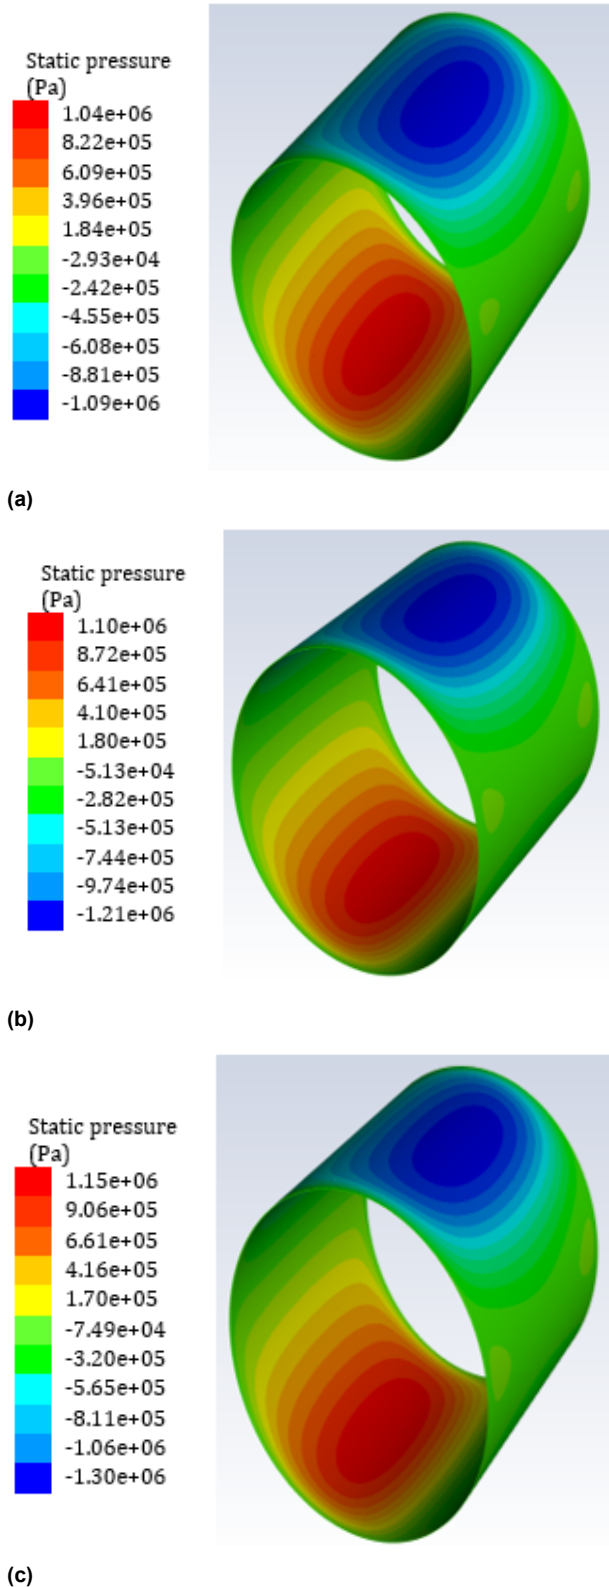 Static pressure
(Pa)
1.04e+06
8.22e+05
6.09e+05
3.96e+05
1.84e+05
-2.93e+04
-2.42e+05
-4.55e+05
-6.08e+05
-8.81e+05
-1.09e+06
(a)
Static pressure
(Pa)
1.10e+06
8.72e+05
6.41e+05
4.10e+05
1.80e+05
-5.13e+04
-2.82e+05
-5.13e+05
-7.44e+05
-9.74e+05
-1.21e+06
(b)
Static pressure
(Pa)
1.15e+06
9.06e+05
6.61e+05
4.16e+05
1.70e+05
-7.49e+04
-3.20e+05
-5.65e+05
-8.11e+05
-1.06e+06
-1.30e+06
(c)